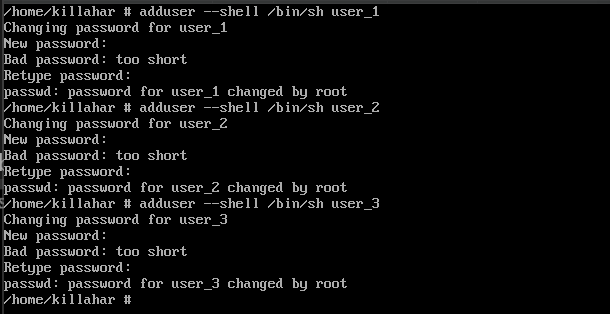 /home/killahar # adduser --shell /bin/sh user_1
Changing password for user_1
New password:
Bad password: too short
Retype password:
passwd: password for user_1 changed by root
/home/killahar # adduser --shell /bin/sh user_2
Changing password for user_2
New password:
Bad password: too short
Retype password:
passwd: password for user_2 changed by root
/home/killahar # adduser --shell /bin/sh user_3
Changing password for user_3
New password:
Bad password: too short
Retype password:
passwd: password for user_3 changed by root
/home/killahar #